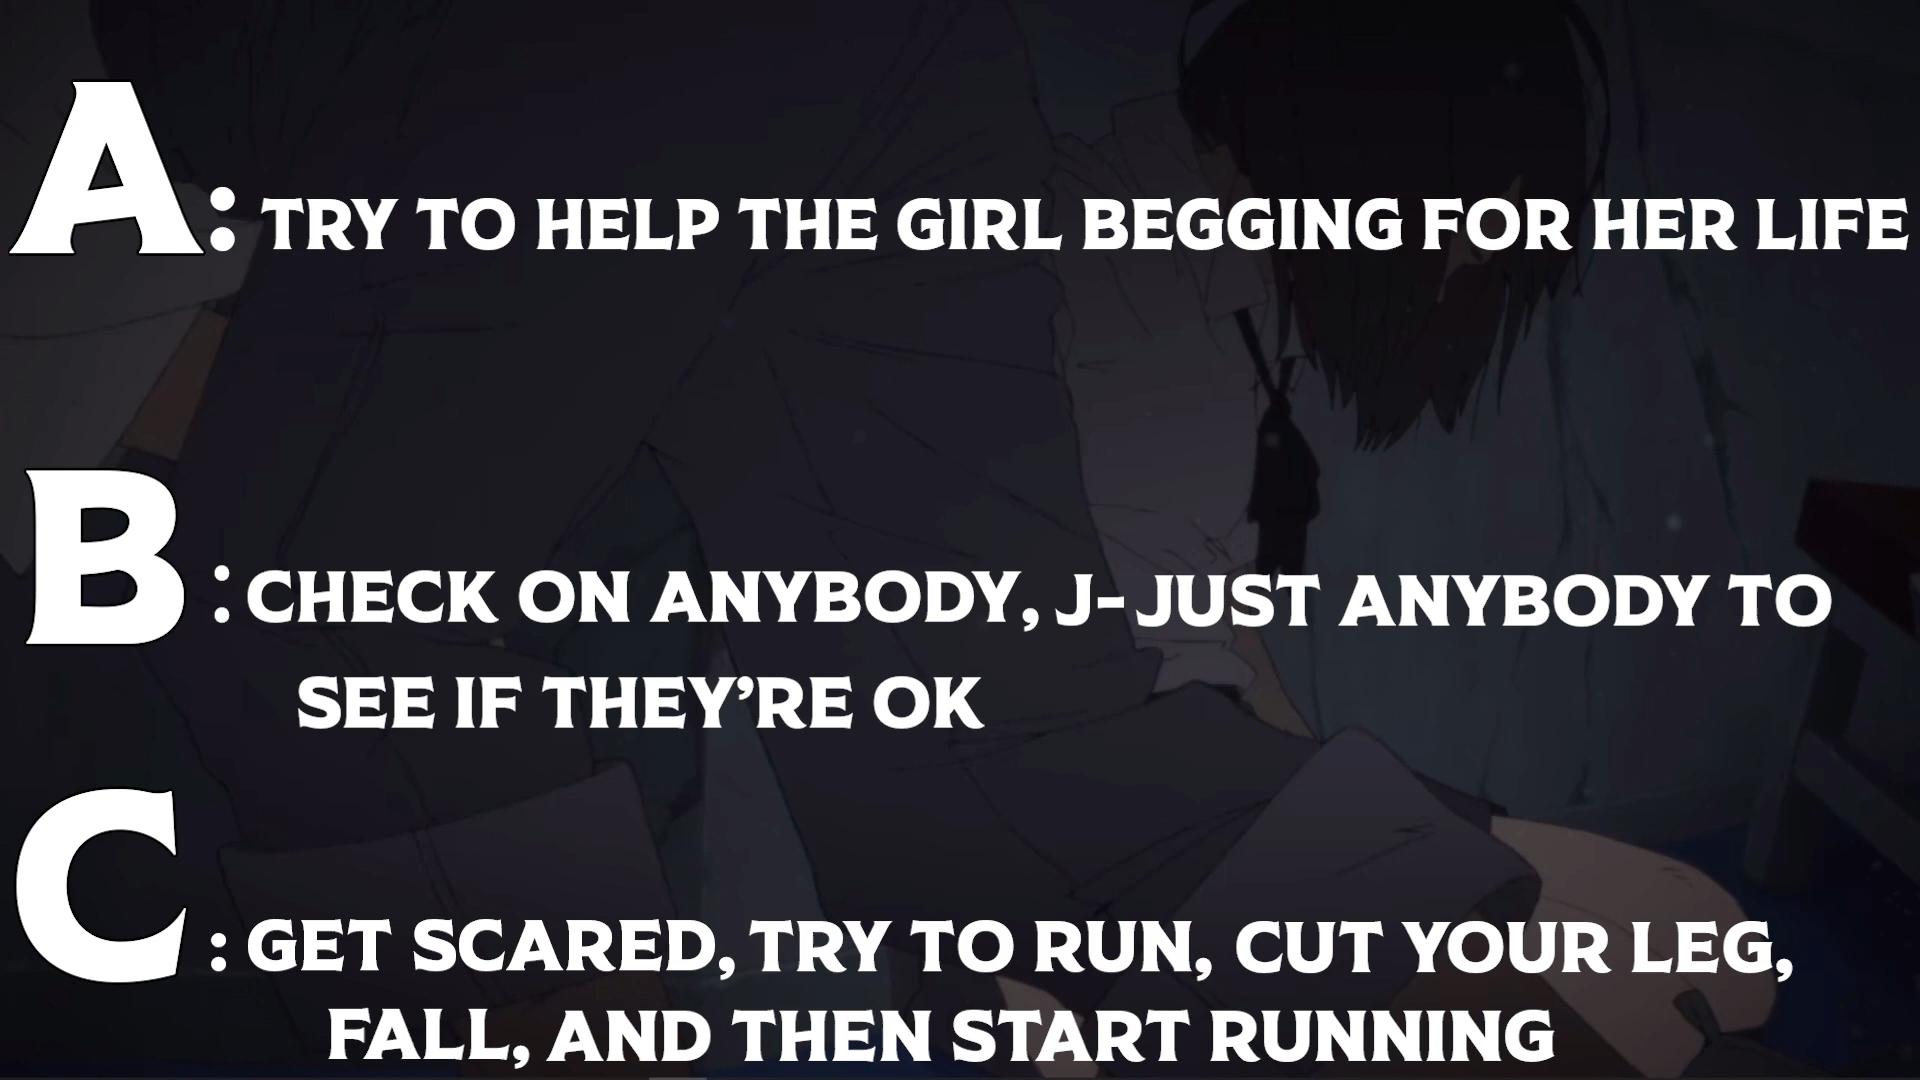 A: TRY TO HELP THE GIRL BEGGING FOR HER LIFE
B: CHECK ON ANYBODY, J-JUST ANYBODY TO
SEE IF THEY'RE OK
C: GET SCARED, TRY TO RUN, CUT YOUR LEG,
FALL, AND THEN START RUNNING